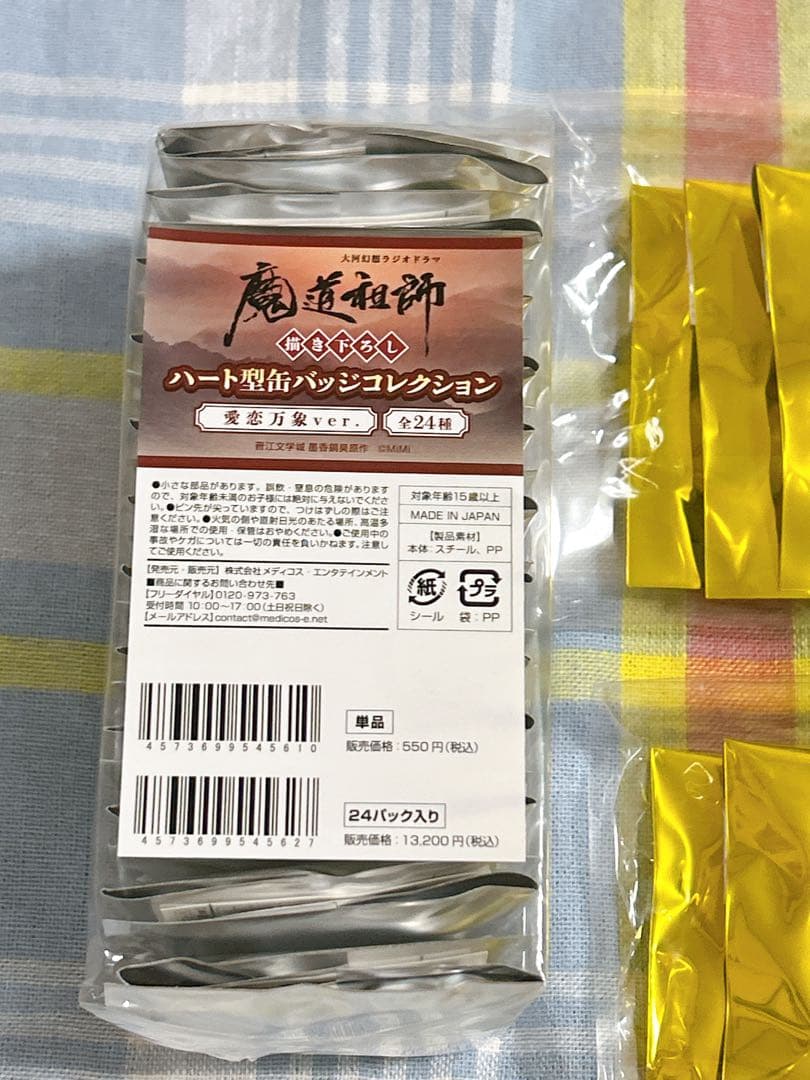 大河幻想ラジオドラマ
魔道祖師
描き下ろし
ハート型缶バッジコレクション
愛恋万象ver.
全24種
晋江文学城 墨香銅臭原作 ©MiMi
●小さな部品があります。誤飲・窒息の危険があります
ので、対象年齢未満のお子様には絶対に与えないでくださ
い。●ピン先が尖っていますので、つけはずしの際はご注
意ください。●火気の側や直射日光のあたる場所、高温多
湿な場所での使用・保管はおやめください。●ご使用中の
事故やケガについては一切の責任を負いかねます。注意し
てご使用ください。
【発売元・販売元】株式会社メディコス・エンタテインメント
■商品に関するお問い合わせ先■
【フリーダイヤル】0120-973-763
受付時間 10:00〜17:00(土日祝日除く)
【メールアドレス】contact@medicos-e.net
対象年齢15歳以上
MADE IN JAPAN
【製品素材】
本体:スチール、PP
紙
シール
プラ
袋:PP
4573699545610
単品
販売価格:550円(税込)
4573699545627
24パック入り
販売価格:13,200円(税込)